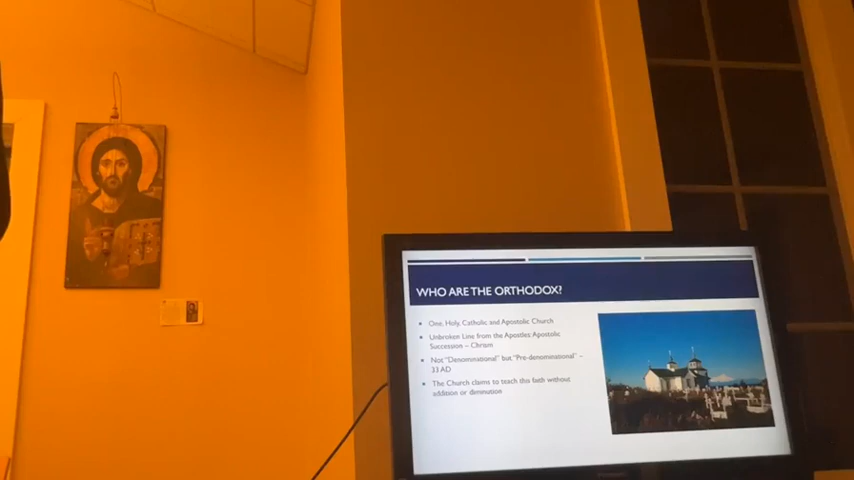 WHO ARE THE ORTHODOX?
One, Holy, Catholic and Apostolic Church
Unbroken Line from the Apostles: Apostolic
Succession – Chrism
Not "Denominational" but, "Pre-denominational" –
33 AD
The Church claims to teach this faith without
addition or diminution